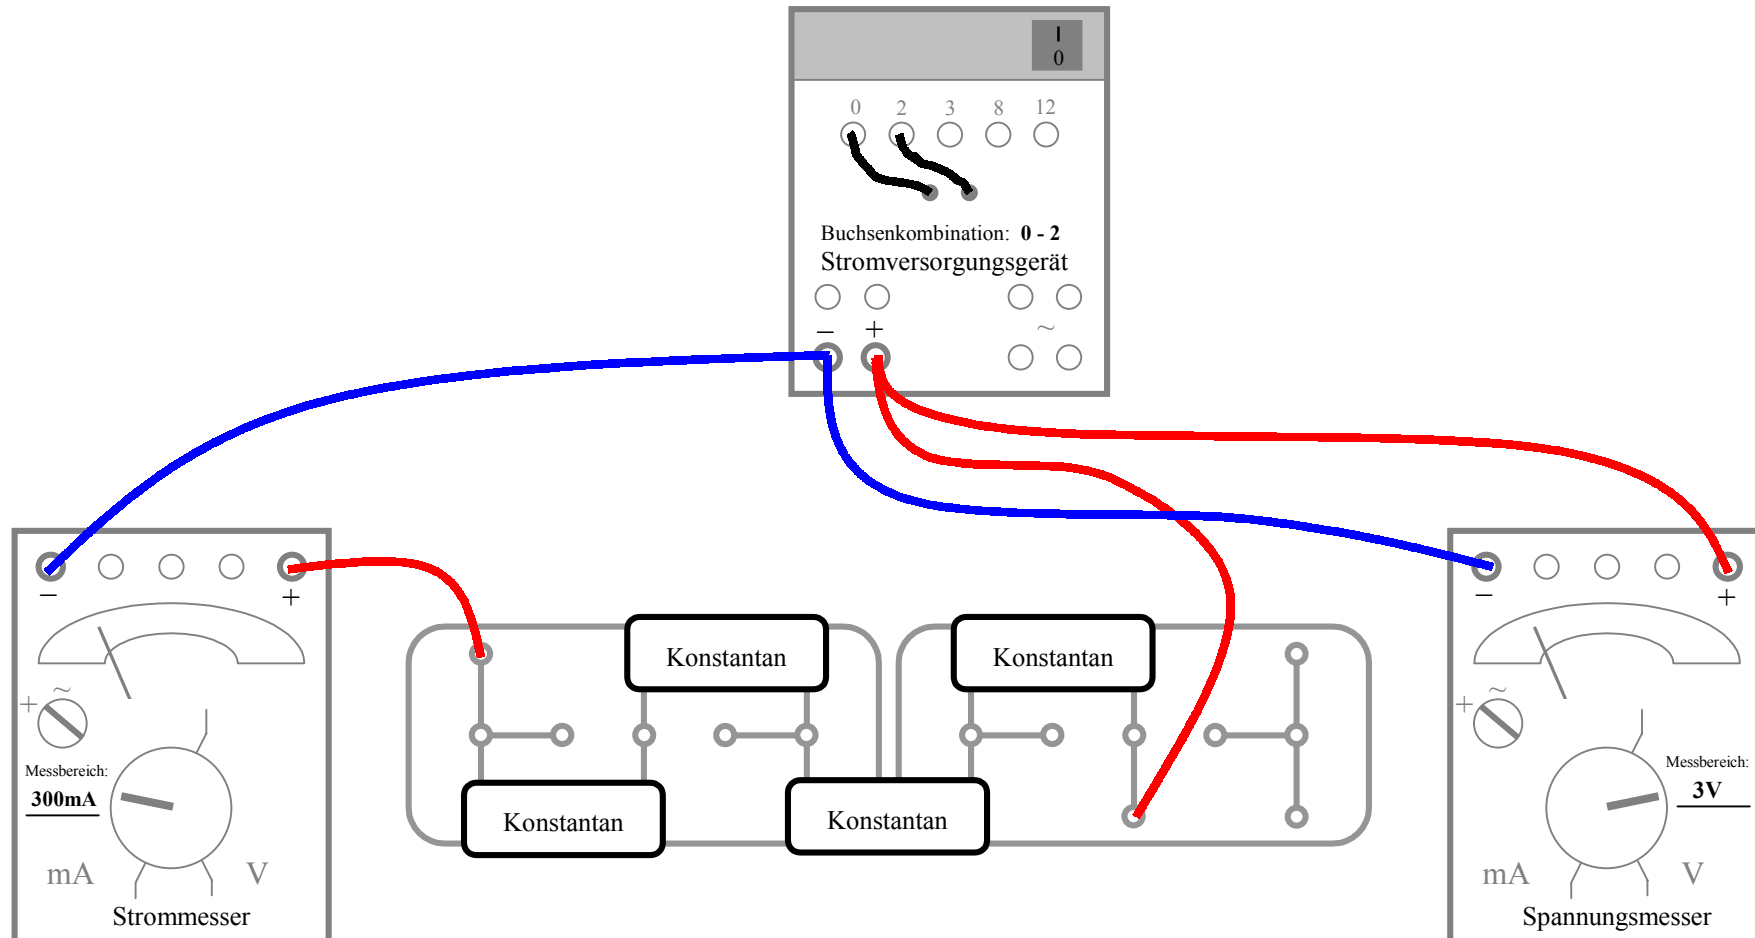 I
0
0 2 3 8 12
Buchsenkombination: 0 - 2
Stromversorgungsgerät
− +
~
− +
+ ~
Messbereich:
300mA
mA V
Strommesser
Konstantan Konstantan
Konstantan Konstantan
− +
+ ~
Messbereich:
3V
mA V
Spannungsmesser